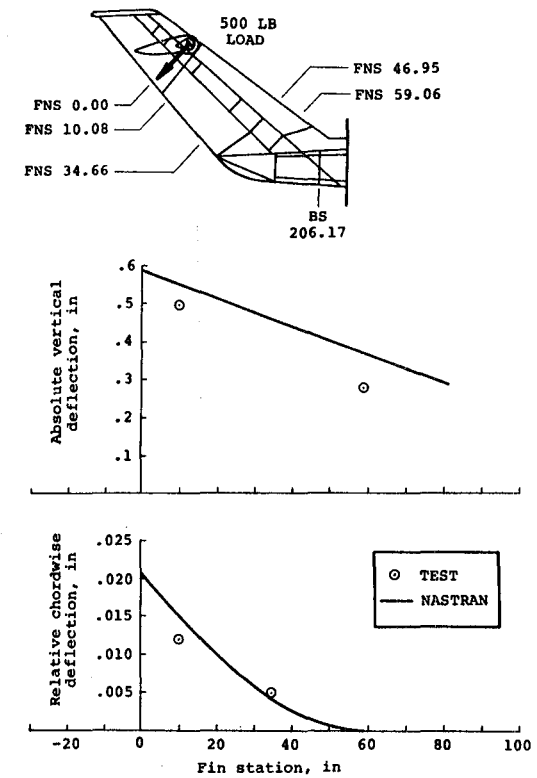 500 LB
LOAD
FNS 46.95
FNS 59.06
FNS 0.00
FNS 10.08
FNS 34.66
BS
206.17
Absolute vertical
deflection, in
.6
.5
.4
.3
.2
.1
Relative chordwise
deflection, in
.025
.020
.015
.010
.005
TEST
NASTRAN
-20
0
20
40
60
80
100
Fin station, in